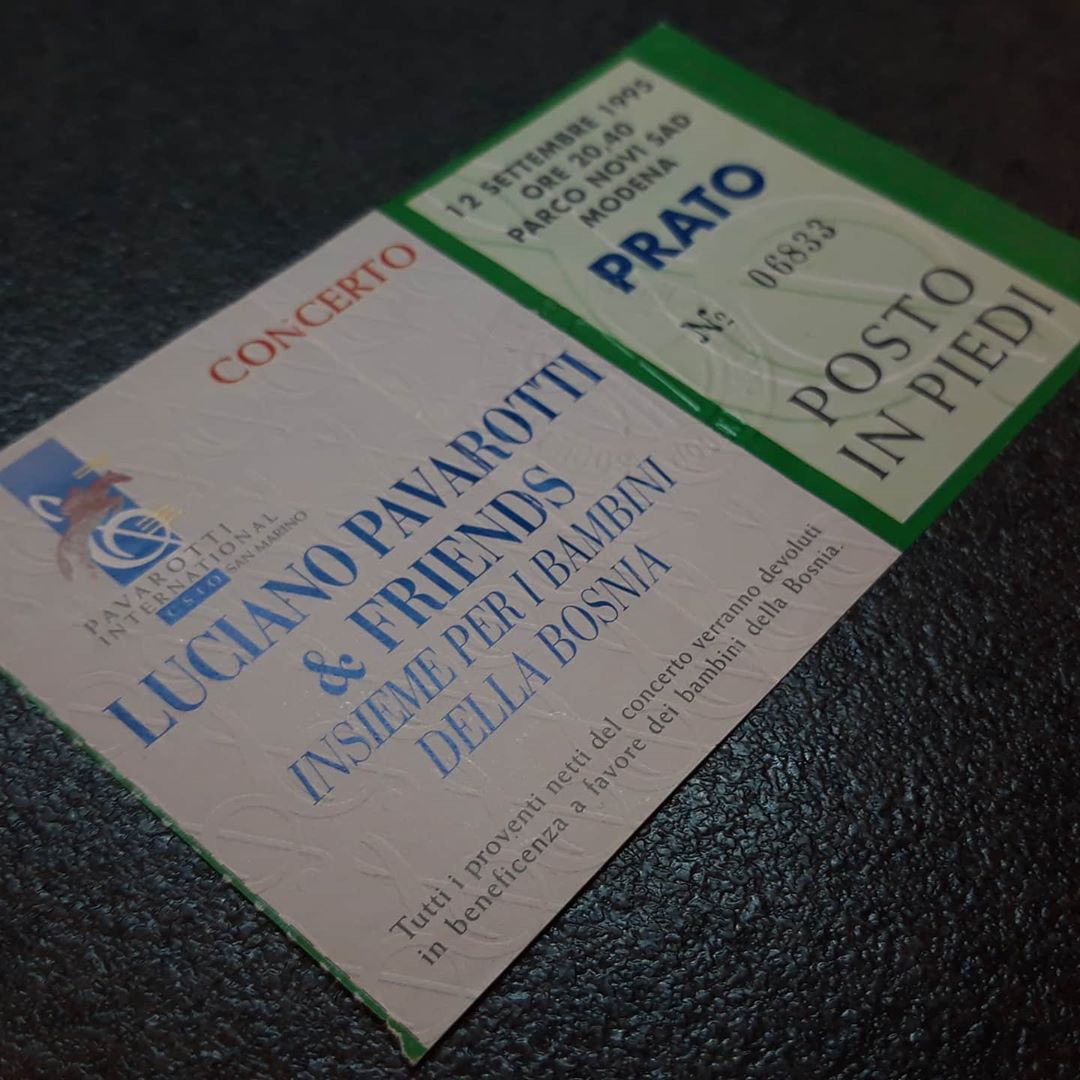 CONCERTO
PAVAROTTI
INTERNATIONAL
CSIO SAN MARINO
LUCIANO PAVAROTTI
& FRIENDS
INSIEME PER I BAMBINI
DELLA BOSNIA
Tutti i proventi netti del concerto verranno devoluti
in beneficenza a favore dei bambini della Bosnia.
12 SETTEMBRE 1995
ORE 20,40
PARCO NOVI SAD
MODENA
PRATO
Nº 06833
POSTO
IN PIEDI